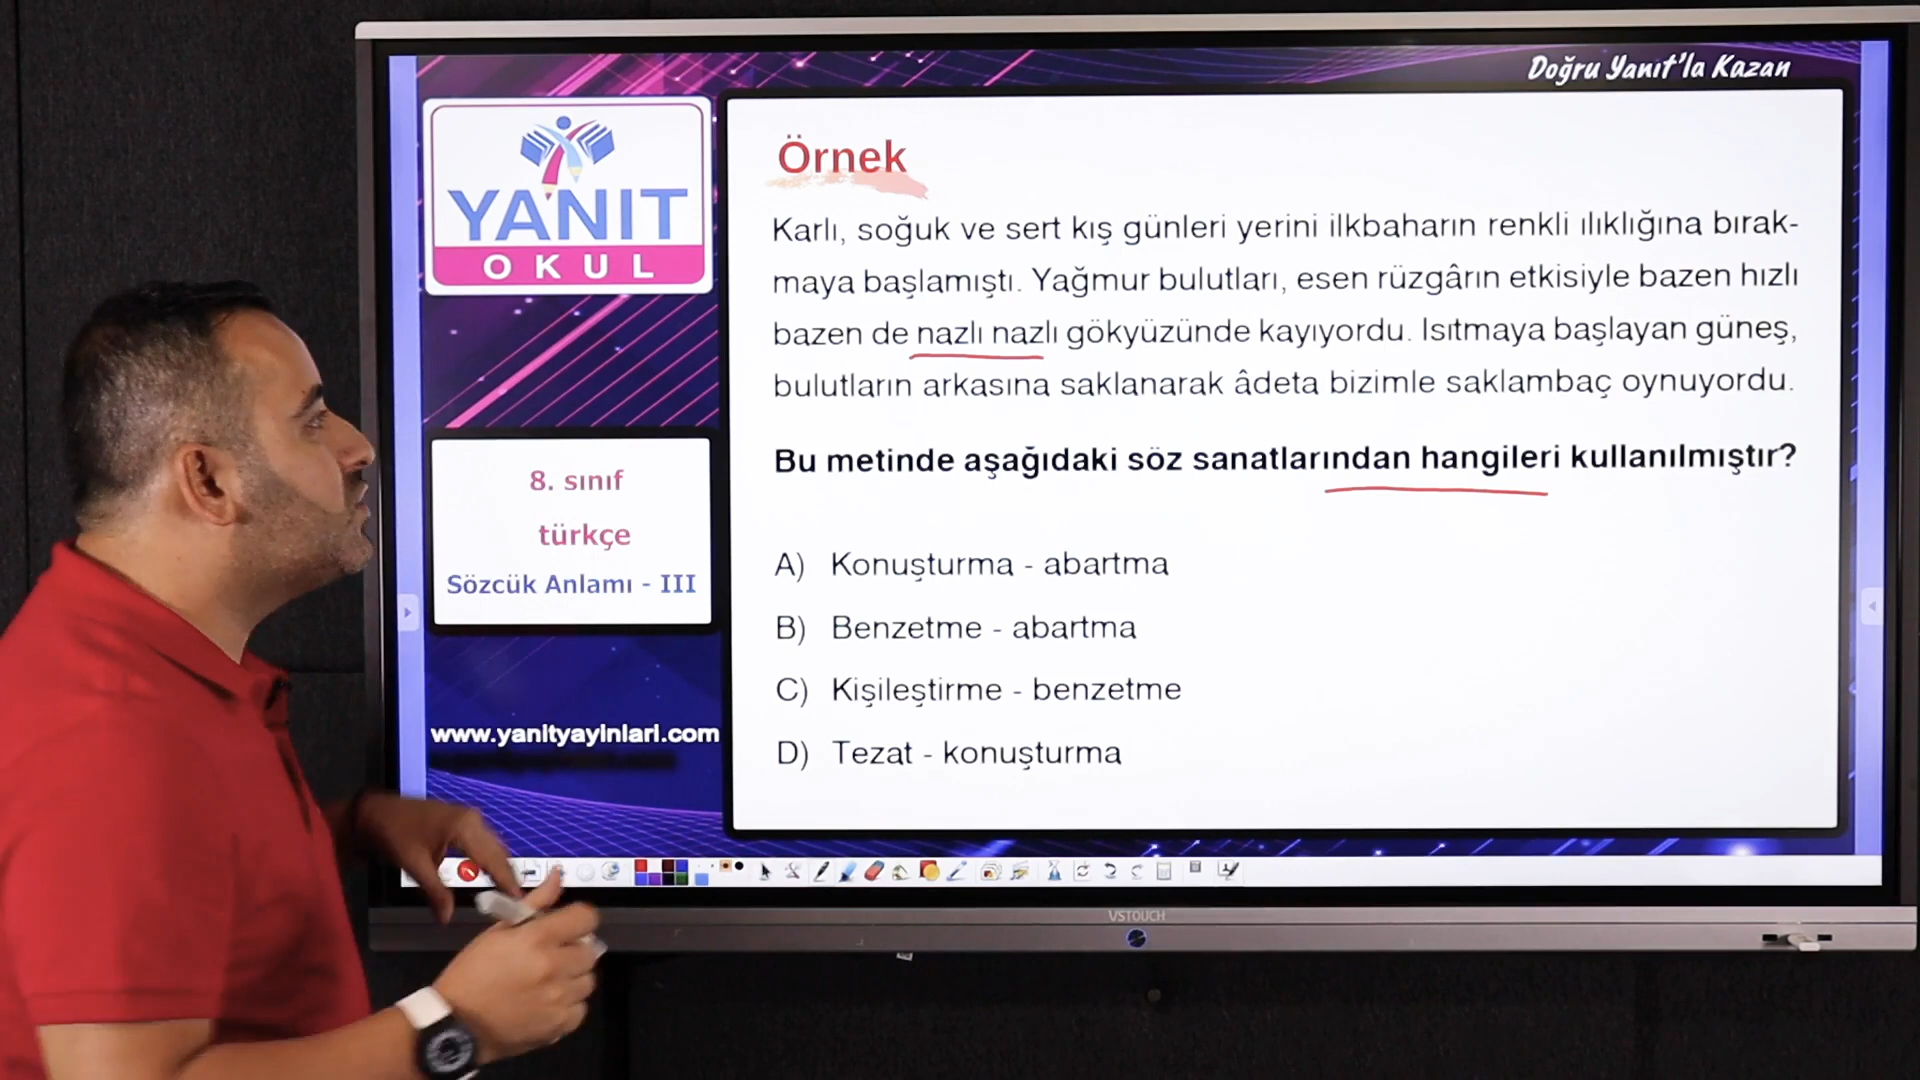 Doğru Yanıt'la Kazan
YANIT
OKUL
Örnek
Karlı, soğuk ve sert kış günleri yerini ilkbaharın renkli ılıklığına bırak-
maya başlamıştı. Yağmur bulutları, esen rüzgârın etkisiyle bazen hızlı
bazen de nazlı nazlı gökyüzünde kayıyordu. Isıtmaya başlayan güneş,
bulutların arkasına saklanarak âdeta bizimle saklambaç oynuyordu.
Bu metinde aşağıdaki söz sanatlarından hangileri kullanılmıştır?
A) Konuşturma - abartma
B) Benzetme - abartma
C) Kişileştirme - benzetme
D) Tezat - konuşturma
8. sınıf
türkçe
Sözcük Anlamı - III
www.yanityayinlari.com
VSTOUCH